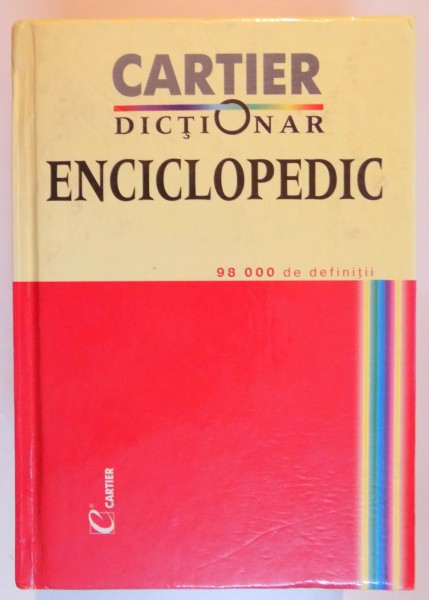 CARTIER
DICŢIONAR
ENCICLOPEDIC
98 000 de definiţii
CARTIER